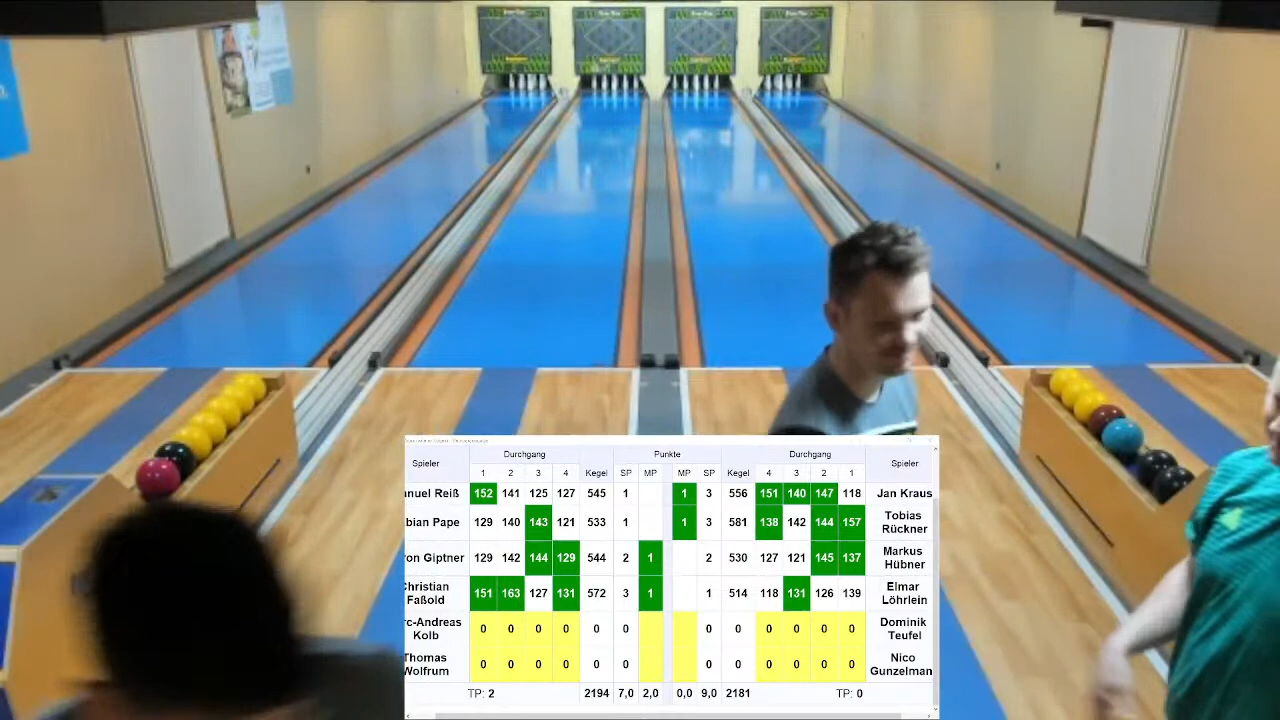 Durchgang Punkte Durchgang
Spieler 1 2 3 4 Kegel SP MP MP SP Kegel 4 3 2 1 Spieler
nuel Reiß 152 141 125 127 545 1 1 3 556 151 140 147 118 Jan Kraus
bian Pape 129 140 143 121 533 1 1 3 581 138 142 144 157 Tobias Rückner
on Giptner 129 142 144 129 544 2 1 2 530 127 121 145 137 Markus Hübner
Christian Faßold 151 163 127 131 572 3 1 1 514 118 131 126 139 Elmar Löhrlein
rc-Andreas Kolb 0 0 0 0 0 0 0 0 0 0 0 0 Dominik Teufel
Thomas Wolfrum 0 0 0 0 0 0 0 0 0 0 0 0 Nico Gunzelman
TP: 2 2194 7,0 2,0 0,0 9,0 2181 TP: 0